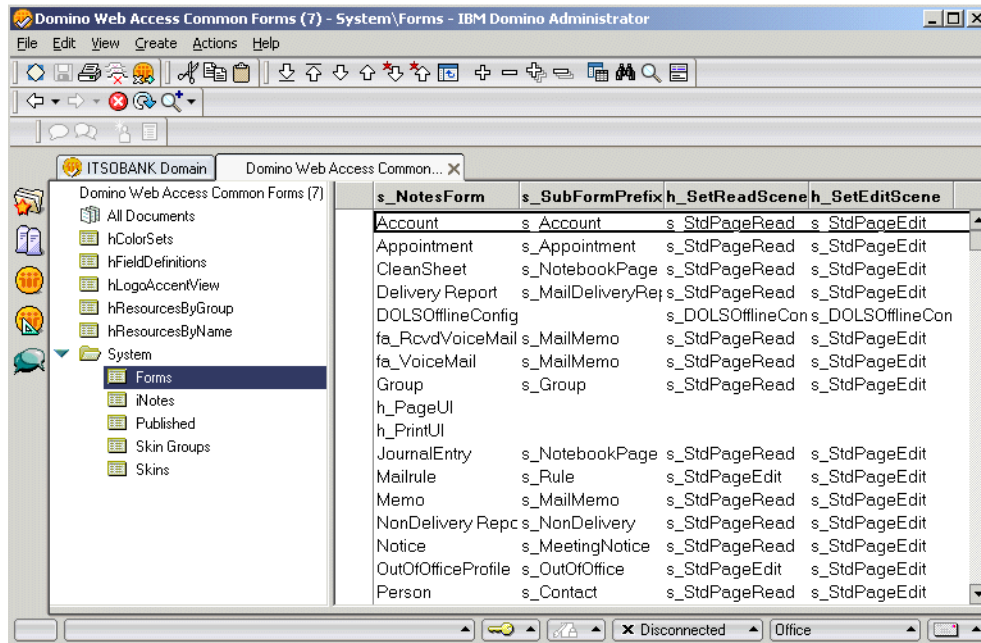 Domino Web Access Common Forms (7) - System\Forms - IBM Domino Administrator
File Edit View Create Actions Help
ITSOBANK Domain Domino Web Access Common...
Domino Web Access Common Forms (7)
All Documents
hColorSets
hFieldDefinitions
hLogoAccentView
hResourcesByGroup
hResourcesByName
System
Forms
iNotes
Published
Skin Groups
Skins
s_NotesForm s_SubFormPrefix h_SetReadScene h_SetEditScene
Account s_Account s_StdPageRead s_StdPageEdit
Appointment s_Appointment s_StdPageRead s_StdPageEdit
CleanSheet s_NotebookPage s_StdPageRead s_StdPageEdit
Delivery Report s_MailDeliveryRep s_StdPageRead s_StdPageEdit
DOLSOfflineConfig s_DOLSOfflineCon s_DOLSOfflineCon
fa_RcvdVoiceMail s_MailMemo s_StdPageRead s_StdPageEdit
fa_VoiceMail s_MailMemo s_StdPageRead s_StdPageEdit
Group s_Group s_StdPageRead s_StdPageEdit
h_PageUI
h_PrintUI
JournalEntry s_NotebookPage s_StdPageRead s_StdPageEdit
Mailrule s_Rule s_StdPageEdit s_StdPageEdit
Memo s_MailMemo s_StdPageRead s_StdPageEdit
NonDelivery Repc s_NonDelivery s_StdPageRead s_StdPageEdit
Notice s_MeetingNotice s_StdPageRead s_StdPageEdit
OutOfOfficeProfile s_OutOfOffice s_StdPageEdit s_StdPageEdit
Person s_Contact s_StdPageRead s_StdPageEdit
Disconnected Office